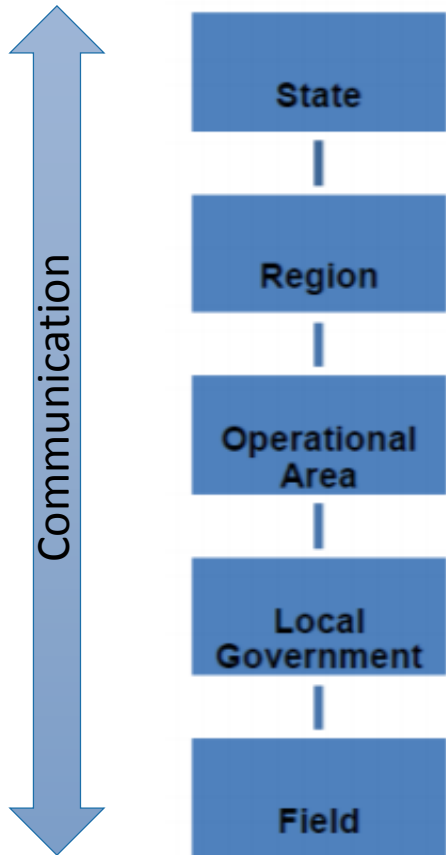 Communication
State
Region
Operational
Area
Local
Government
Field